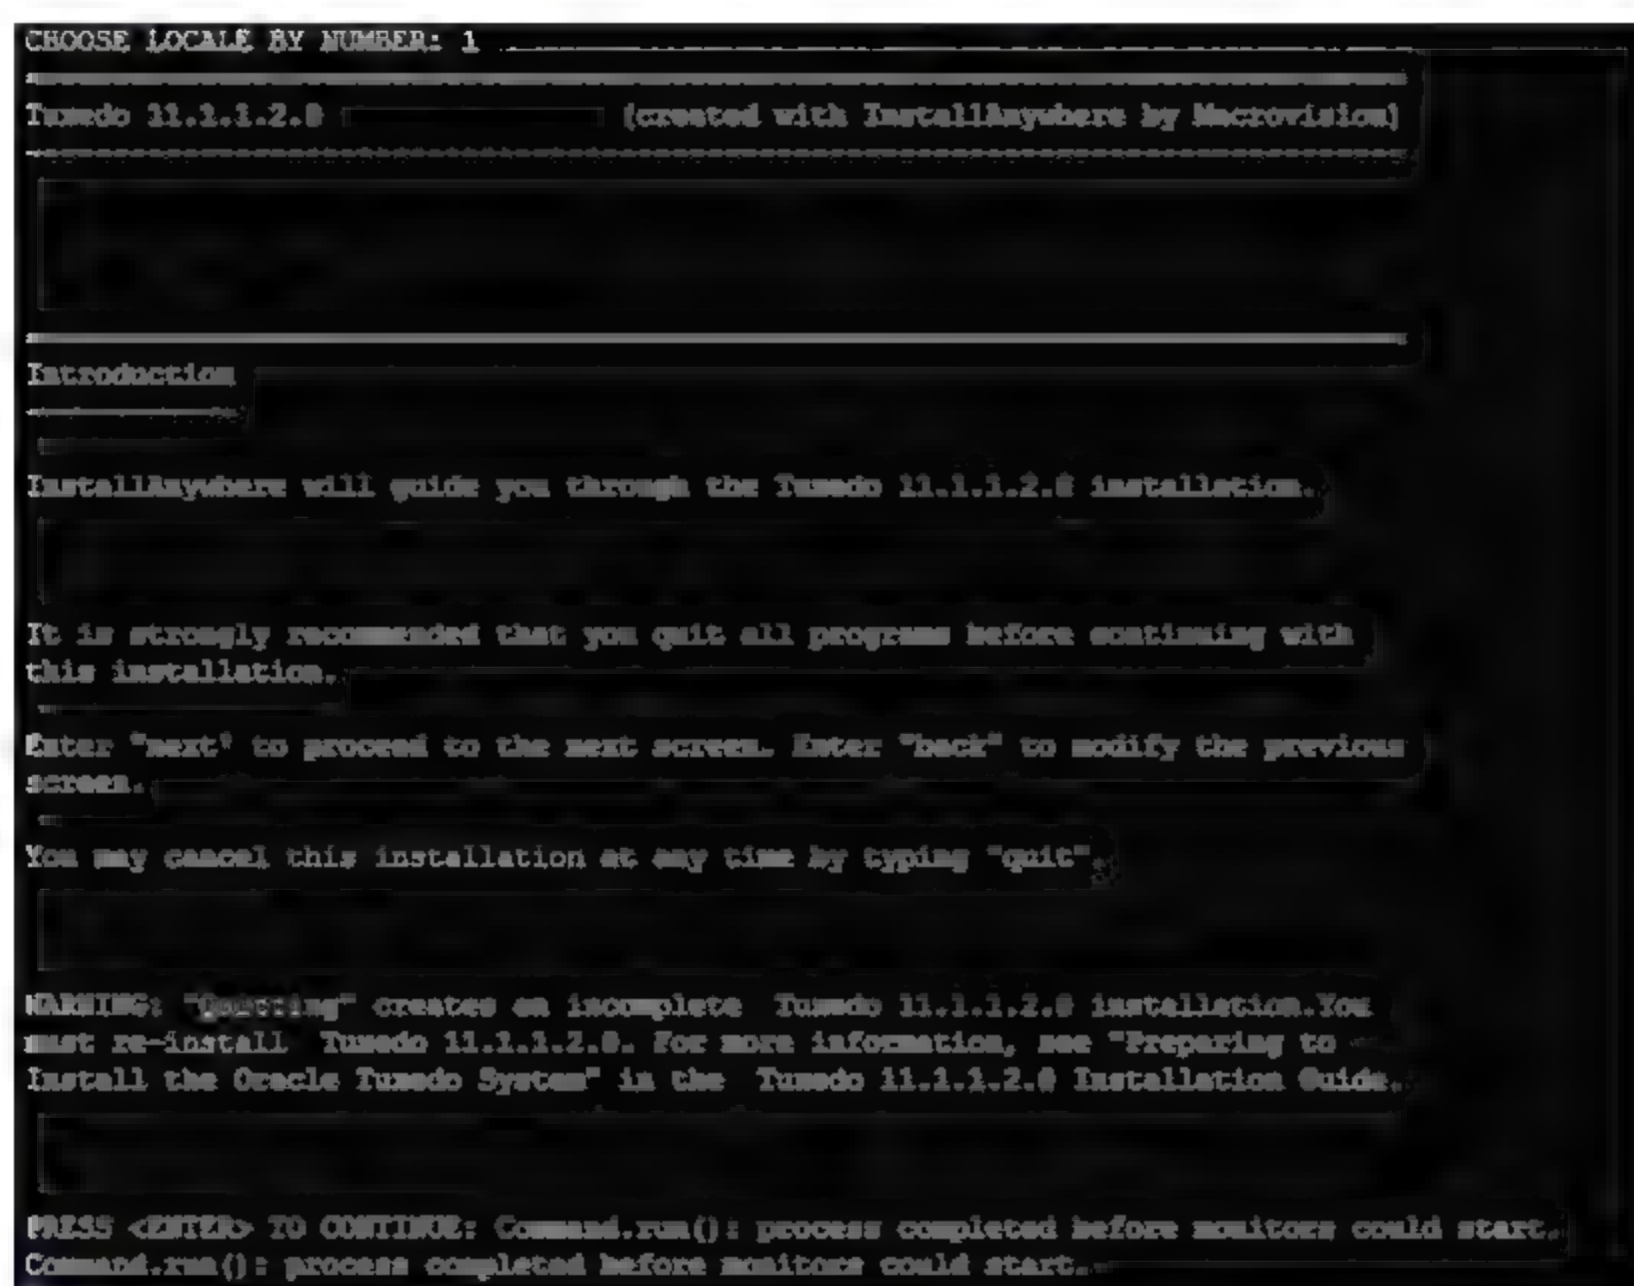 CHOOSE LOCALE BY NUMBER: 1
Tuxedo 11.1.1.2.0 (created with InstallAnywhere by Macrovision)
Introduction
InstallAnywhere will guide you through the Tuxedo 11.1.1.2.0 installation.
It is strongly recommended that you quit all programs before continuing with
this installation.
Enter "next" to proceed to the next screen. Enter "back" to modify the previous
screen.
You may cancel this installation at any time by typing "quit".
WARNING: "Quitting" creates an incomplete Tuxedo 11.1.1.2.0 installation.You
must re-install Tuxedo 11.1.1.2.0. For more information, see "Preparing to
Install the Oracle Tuxedo System" in the Tuxedo 11.1.1.2.0 Installation Guide.
PRESS <ENTER> TO CONTINUE: Command.run(): process completed before monitors could start.
Command.run(): process completed before monitors could start.